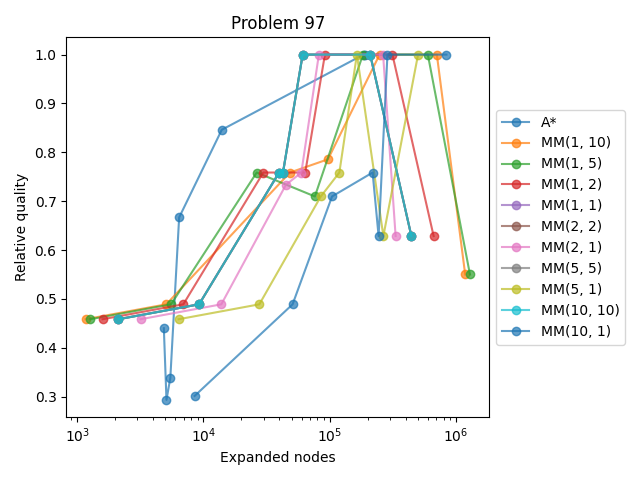 Problem 97
Relative quality
1.0
0.9
0.8
0.7
0.6
0.5
0.4
0.3
10³
10⁴
10⁵
10⁶
Expanded nodes
A*
MM(1, 10)
MM(1, 5)
MM(1, 2)
MM(1, 1)
MM(2, 2)
MM(2, 1)
MM(5, 5)
MM(5, 1)
MM(10, 10)
MM(10, 1)